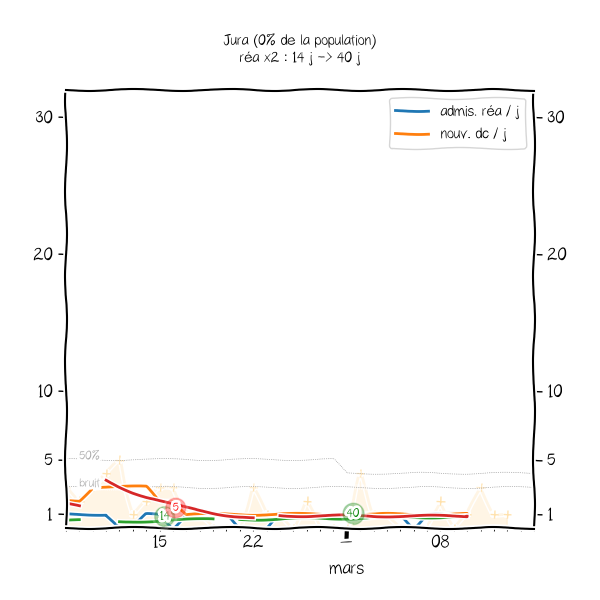 Jura (0% de la population)
réa x2 : 14 j -> 40 j
admis. réa / j
nouv. dc / j
30
30
20
20
10
10
50%
5
5
bruit
5
14
40
1
1
15
22
08
mars